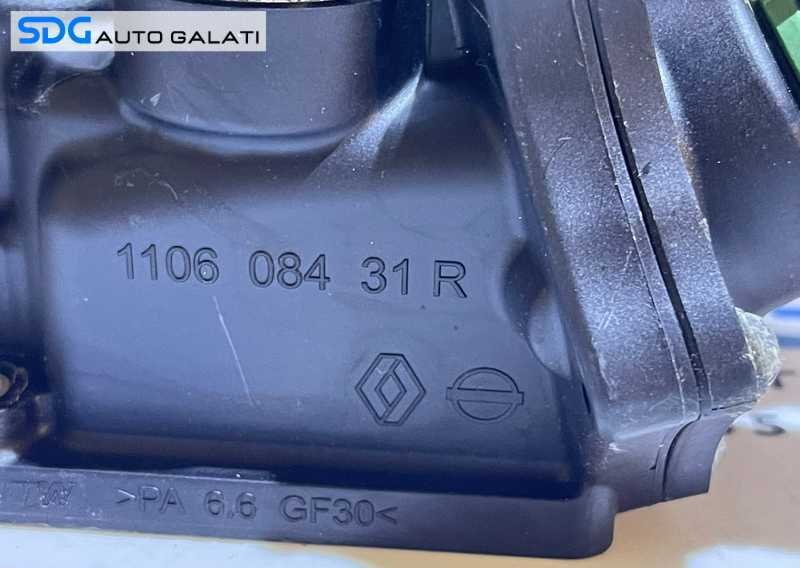 SDG AUTO GALATI
1106 084 31 R
>PA 6.6 GF30<